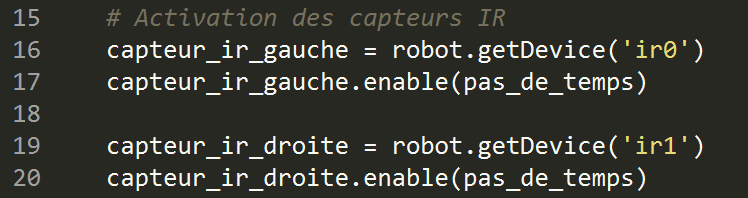 15 # Activation des capteurs IR
16 capteur_ir_gauche = robot.getDevice('ir0')
17 capteur_ir_gauche.enable(pas_de_temps)
18
19 capteur_ir_droite = robot.getDevice('ir1')
20 capteur_ir_droite.enable(pas_de_temps)